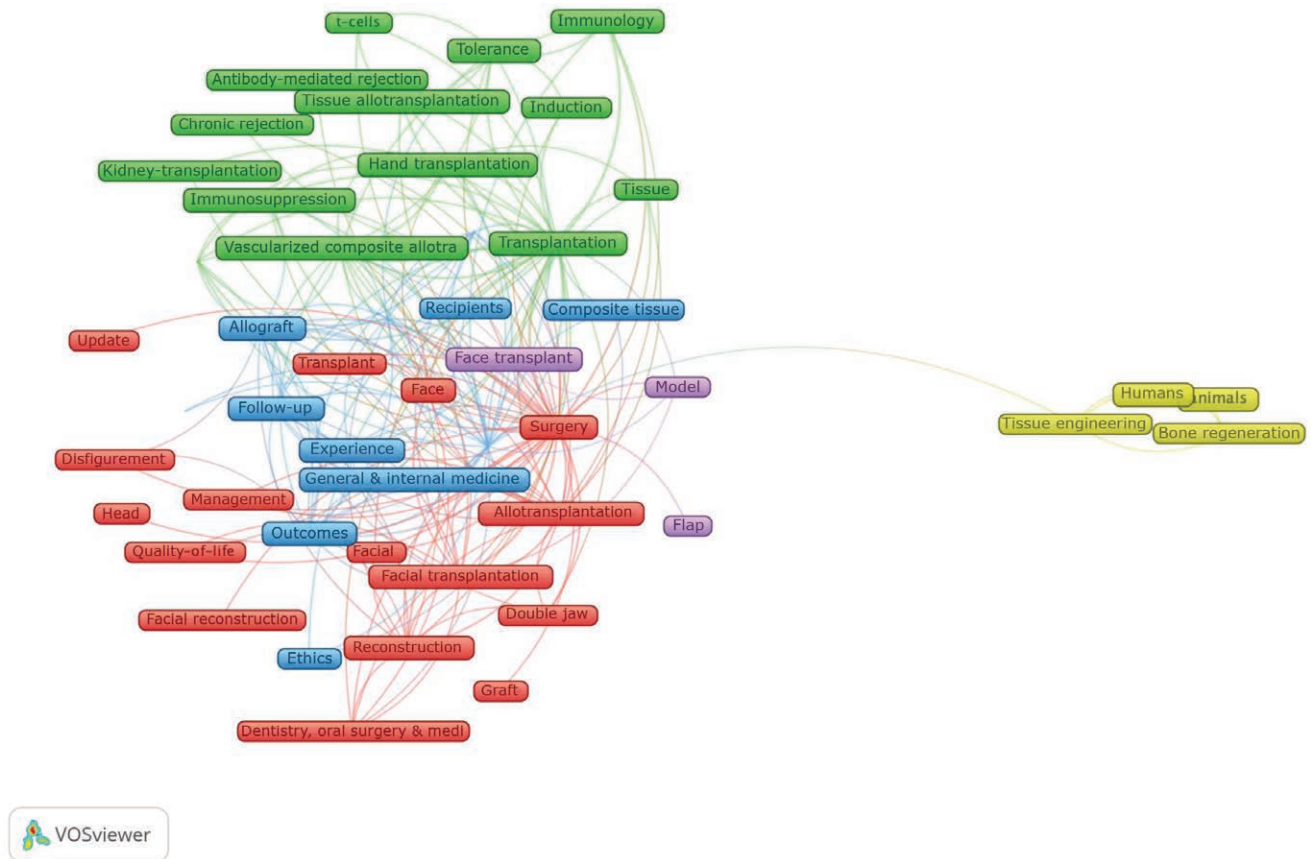 t-cells
Immunology
Tolerance
Antibody-mediated rejection
Tissue allotransplantation
Induction
Chronic rejection
Hand transplantation
Kidney-transplantation
Tissue
Immunosuppression
Vascularized composite allotra
Transplantation
Recipients
Composite tissue
Allograft
Update
Transplant
Face transplant
Face
Model
Humans
animals
Follow-up
Surgery
Tissue engineering
Bone regeneration
Experience
Disfigurement
General & internal medicine
Management
Head
Allotransplantation
Flap
Outcomes
Quality-of-life
Facial
Facial transplantation
Facial reconstruction
Double jaw
Reconstruction
Ethics
Graft
Dentistry, oral surgery & medi
VOSviewer